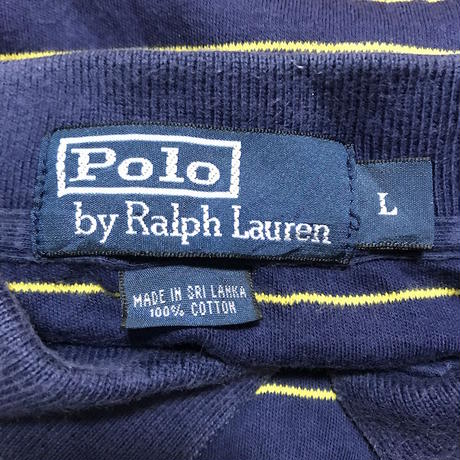 Polo
by Ralph Lauren
L
MADE IN SRI LANKA
100% COTTON